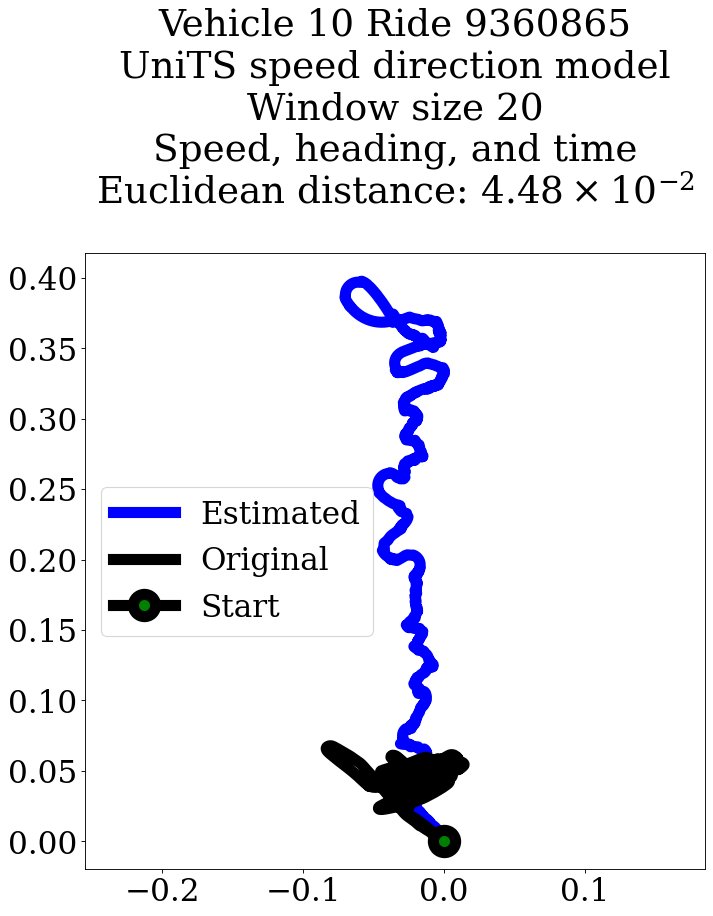 Vehicle 10 Ride 9360865
UniTS speed direction model
Window size 20
Speed, heading, and time
Euclidean distance: 4.48 × 10⁻²
0.40
0.35
0.30
0.25
0.20
0.15
0.10
0.05
0.00
Estimated
Original
Start
−0.2 −0.1 0.0 0.1